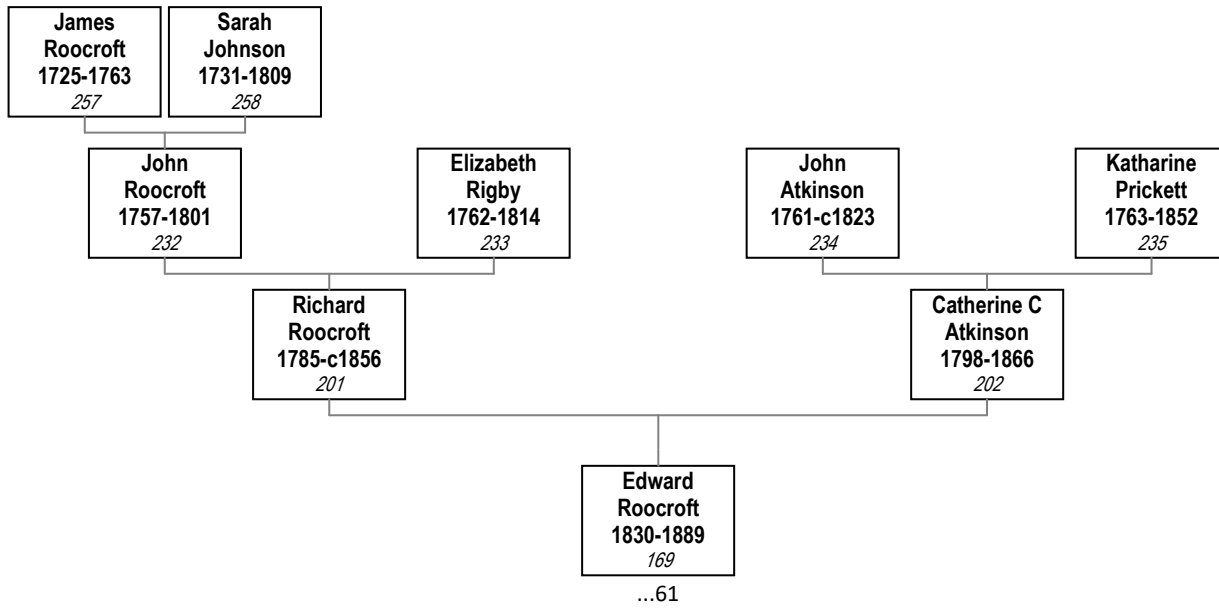 James
Roocroft
1725-1763
257
Sarah
Johnson
1731-1809
258
John
Roocroft
1757-1801
232
Elizabeth
Rigby
1762-1814
233
John
Atkinson
1761-c1823
234
Katharine
Prickett
1763-1852
235
Richard
Roocroft
1785-c1856
201
Catherine C
Atkinson
1798-1866
202
Edward
Roocroft
1830-1889
169
...61